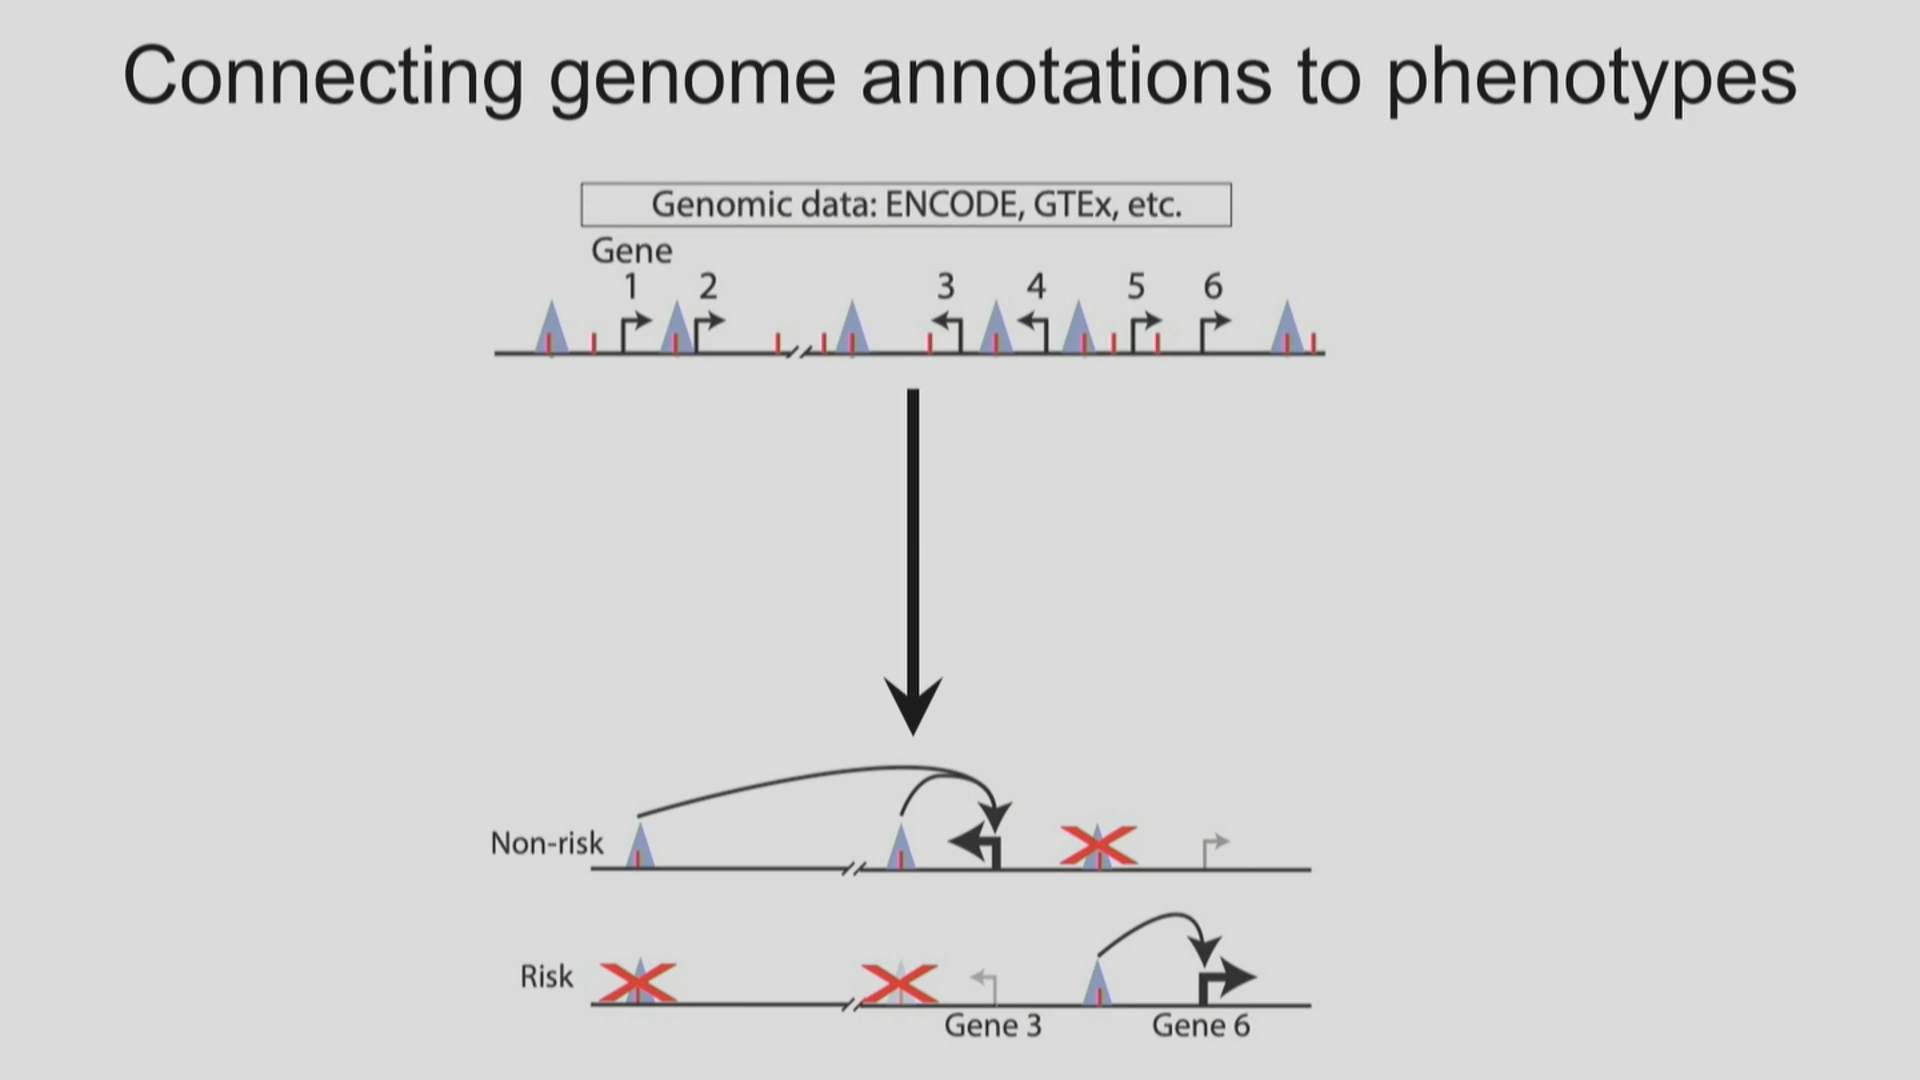 Connecting genome annotations to phenotypes
Genomic data: ENCODE, GTEx, etc.
Gene
1 2 3 4 5 6
Non-risk
Risk
Gene 3 Gene 6